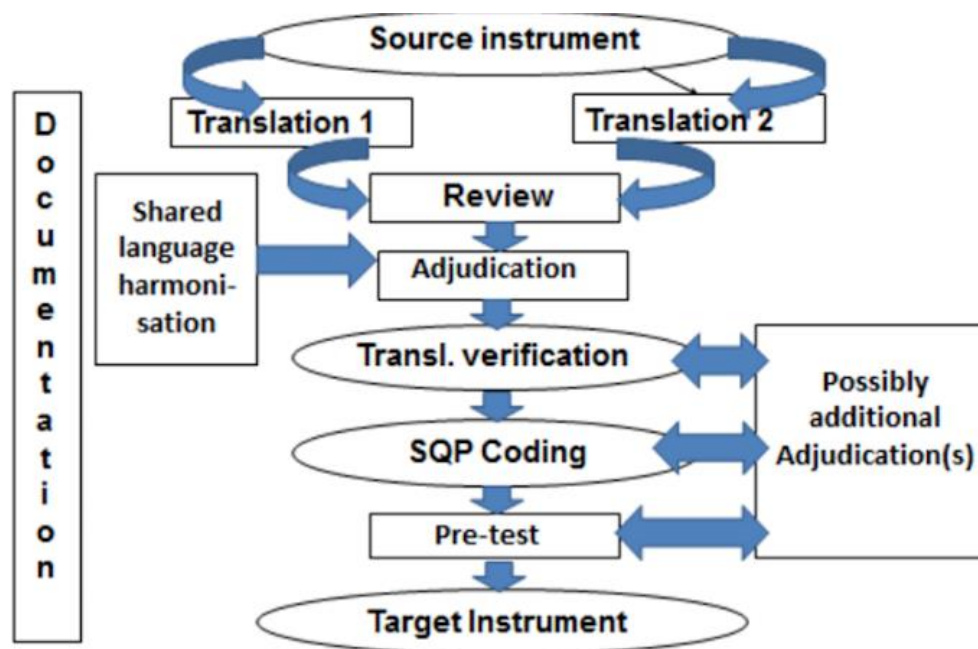 Source instrument
Documentation
Translation 1
Translation 2
Review
Shared
language
harmoni-
sation
Adjudication
Transl. verification
Possibly
additional
Adjudication(s)
SQP Coding
Pre-test
Target Instrument